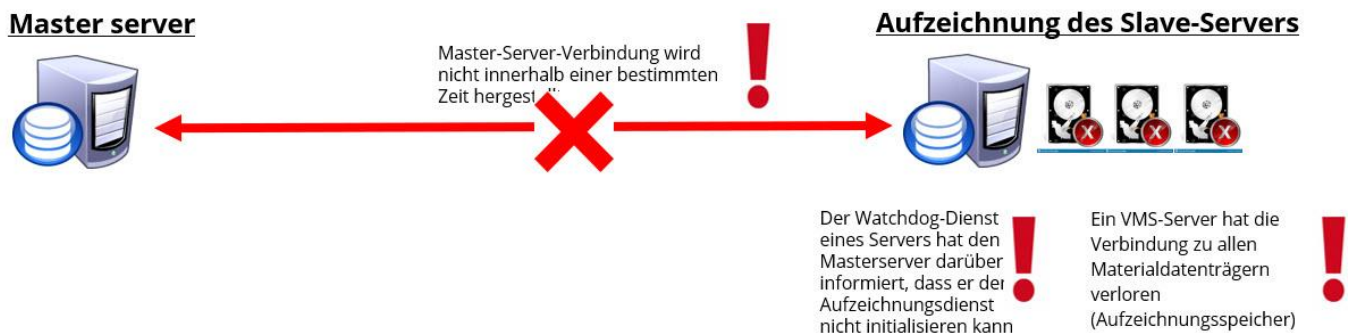 Master server
Aufzeichnung des Slave-Servers
Master-Server-Verbindung wird
nicht innerhalb einer bestimmten
Zeit
Der Watchdog-Dienst
eines Servers hat den
Masterserver darüber
informiert, dass er der
Aufzeichnungsdienst
nicht initialisieren kann
Ein VMS-Server hat die
Verbindung zu allen
Materialdatenträgern
verloren
(Aufzeichnungsspeicher)